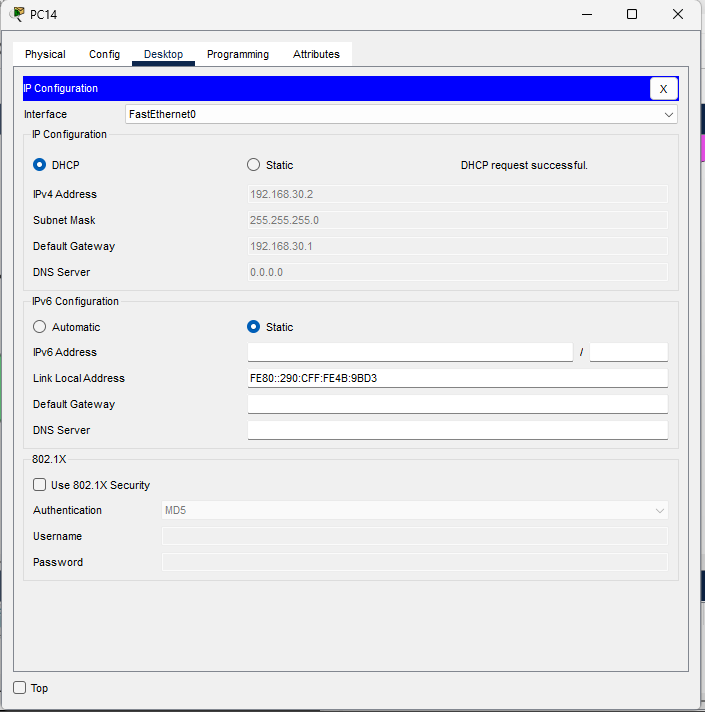 PC14
Physical Config Desktop Programming Attributes
IP Configuration X
Interface FastEthernet0
IP Configuration
DHCP Static DHCP request successful.
IPv4 Address 192.168.30.2
Subnet Mask 255.255.255.0
Default Gateway 192.168.30.1
DNS Server 0.0.0.0
IPv6 Configuration
Automatic Static
IPv6 Address /
Link Local Address FE80::290:CFF:FE4B:9BD3
Default Gateway
DNS Server
802.1X
Use 802.1X Security
Authentication MD5
Username
Password
Top